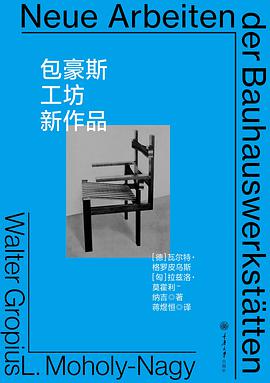 Neue Arbeiten
der Bauhauswerkstätten
包豪斯
工坊
新作品
[德]瓦尔特·
格罗皮乌斯
[匈]拉兹洛·
莫霍利-
纳吉◎著
蒋煜恒◎译
Walter Gropius
L. Moholy-Nagy